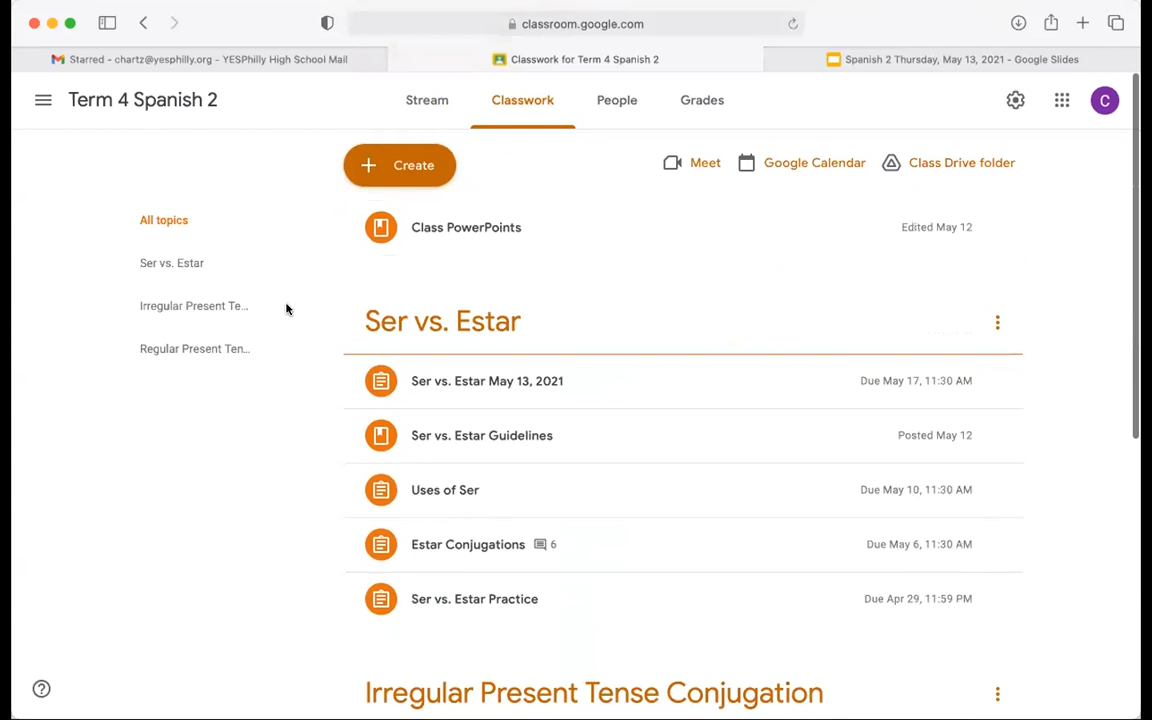 classroom.google.com
Starred - chartz@yesphilly.org - YESPhilly High School Mail
Classwork for Term 4 Spanish 2
Spanish 2 Thursday, May 13, 2021 - Google Slides
Term 4 Spanish 2
Stream
Classwork
People
Grades
C
Create
Meet
Google Calendar
Class Drive folder
All topics
Ser vs. Estar
Irregular Present Te...
Regular Present Ten...
Class PowerPoints
Edited May 12
Ser vs. Estar
Ser vs. Estar May 13, 2021
Due May 17, 11:30 AM
Ser vs. Estar Guidelines
Posted May 12
Uses of Ser
Due May 10, 11:30 AM
Estar Conjugations 6
Due May 6, 11:30 AM
Ser vs. Estar Practice
Due Apr 29, 11:59 PM
Irregular Present Tense Conjugation